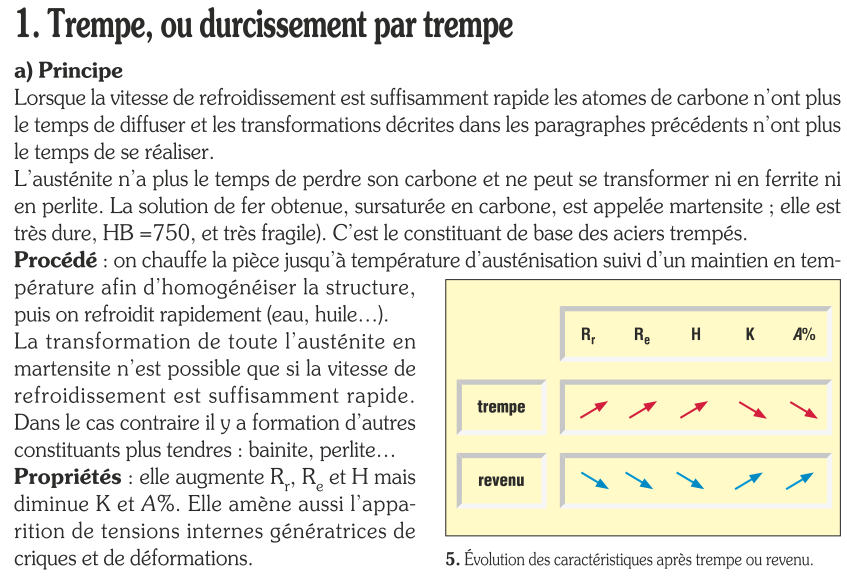 1. Trempe, ou durcissement par trempe
a) Principe
Lorsque la vitesse de refroidissement est suffisamment rapide les atomes de carbone n’ont plus
le temps de diffuser et les transformations décrites dans les paragraphes précédents n’ont plus
le temps de se réaliser.
L’austénite n’a plus le temps de perdre son carbone et ne peut se transformer ni en ferrite ni
en perlite. La solution de fer obtenue, sursaturée en carbone, est appelée martensite ; elle est
très dure, HB =750, et très fragile). C’est le constituant de base des aciers trempés.
Procédé : on chauffe la pièce jusqu’à température d’austénisation suivi d’un maintien en tem-
pérature afin d’homogénéiser la structure,
puis on refroidit rapidement (eau, huile…).
La transformation de toute l’austénite en
martensite n’est possible que si la vitesse de
refroidissement est suffisamment rapide.
Dans le cas contraire il y a formation d’autres
constituants plus tendres : bainite, perlite…
Propriétés : elle augmente Rr, Re et H mais
diminue K et A%. Elle amène aussi l’appa-
rition de tensions internes génératrices de
criques et de déformations.
Rr Re H K A%
trempe
revenu
5. Évolution des caractéristiques après trempe ou revenu.